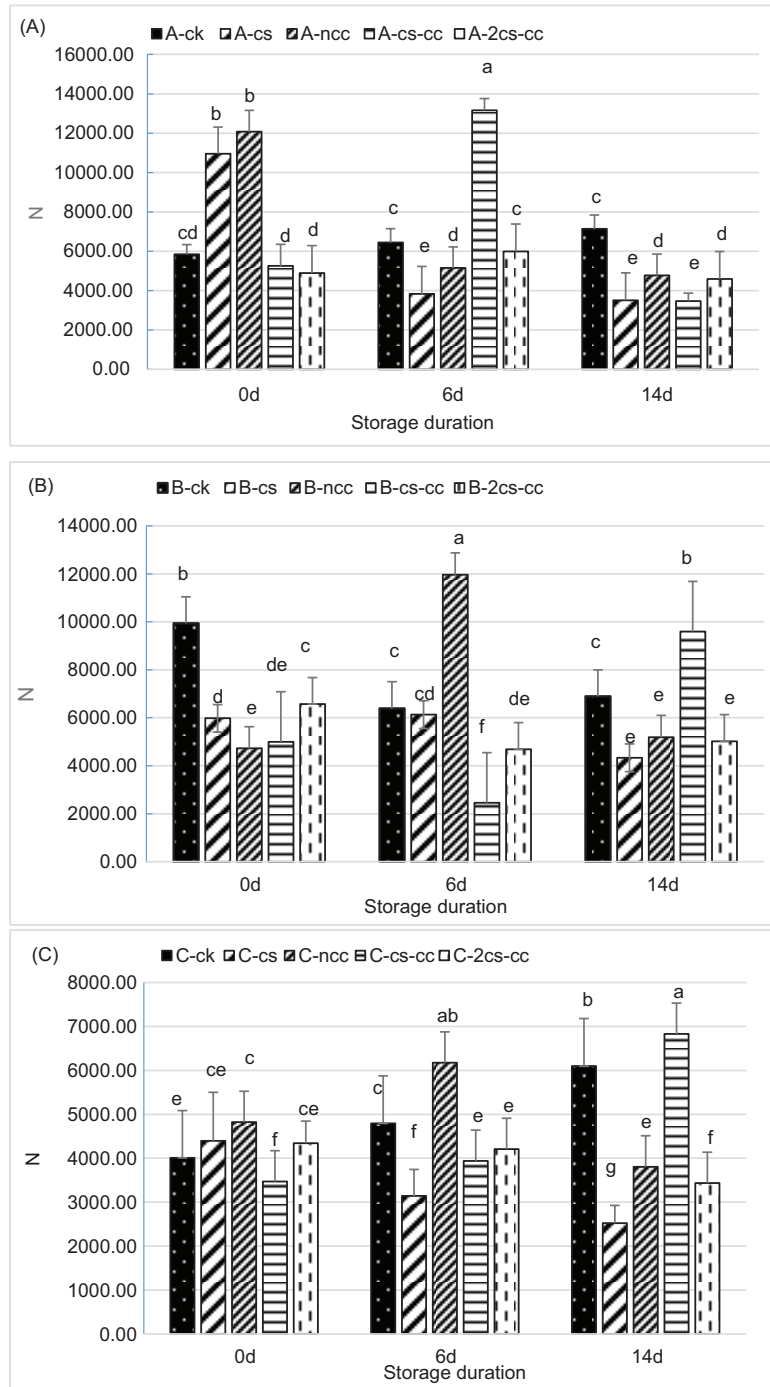 (A)
A-ck A-cs A-ncc A-cs-cc A-2cs-cc
16000.00
14000.00
12000.00
10000.00
8000.00
6000.00
4000.00
2000.00
0.00
N
cd b b d d
c e c a c
c e d e d
0d 6d 14d
Storage duration
(B)
B-ck B-cs B-ncc B-cs-cc B-2cs-cc
14000.00
12000.00
10000.00
8000.00
6000.00
4000.00
2000.00
0.00
N
b d e de c
c cd a f de
c e e b e
0d 6d 14d
Storage duration
(C)
C-ck C-cs C-ncc C-cs-cc C-2cs-cc
8000.00
7000.00
6000.00
5000.00
4000.00
3000.00
2000.00
1000.00
0.00
N
e ce c f ce
c f ab e e
b g e a f
0d 6d 14d
Storage duration